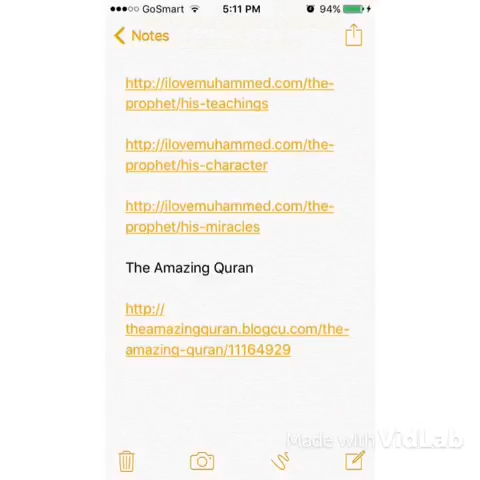 GoSmart 5:11 PM 94%
Notes
http://ilovemuhammed.com/the-
prophet/his-teachings
http://ilovemuhammed.com/the-
prophet/his-character
http://ilovemuhammed.com/the-
prophet/his-miracles
The Amazing Quran
http://
theamazingquran.blogcu.com/the-
amazing-quran/11164929
Made with VidLab